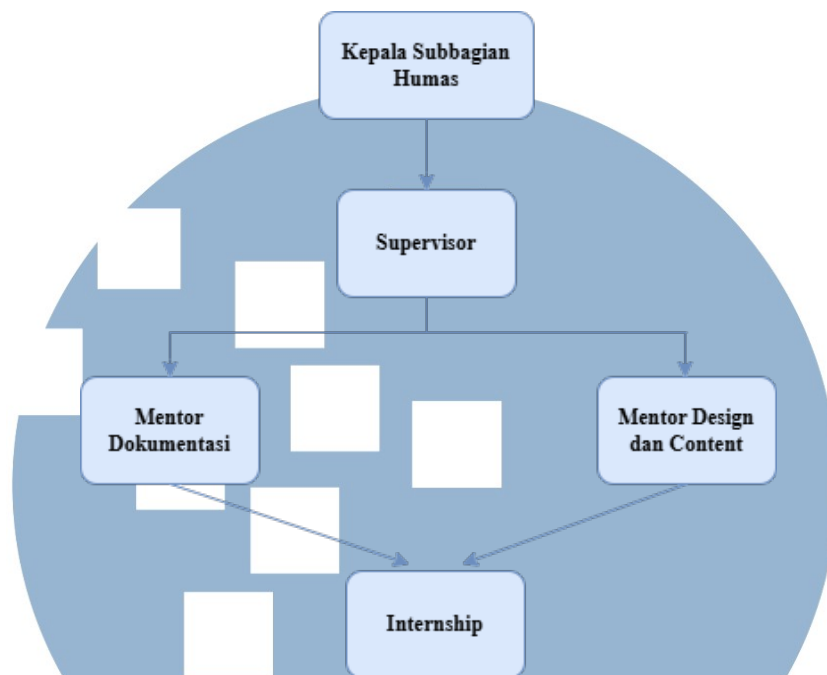 Kepala Subbagian
Humas
Supervisor
Mentor
Dokumentasi
Mentor Design
dan Content
Internship